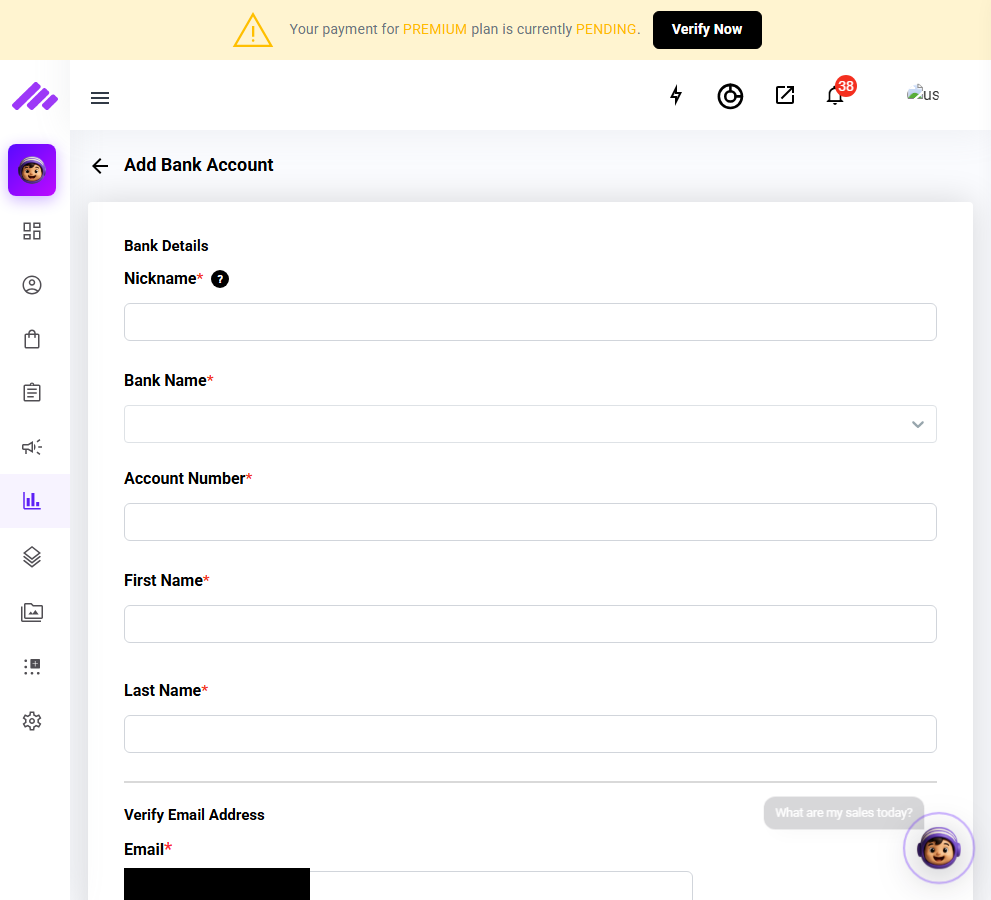 Your payment for PREMIUM plan is currently PENDING.
Verify Now
38
us
Add Bank Account
Bank Details
Nickname* ?
Bank Name*
Account Number*
First Name*
Last Name*
Verify Email Address
What are my sales today?
Email*